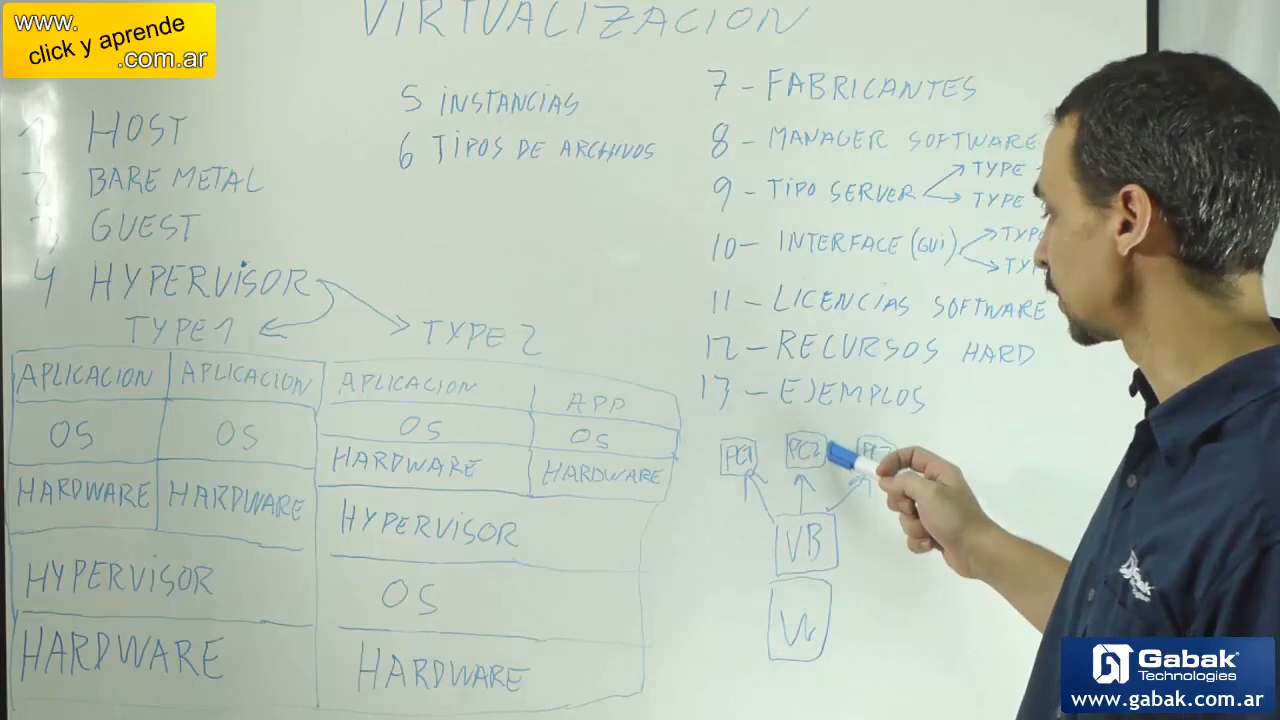 www.
click y aprende
.com.ar
VIRTUALIZACION
1 HOST
2 BARE METAL
3 GUEST
4 HYPERVISOR
TYPE 1
TYPE 2
5 INSTANCIAS
6 TIPOS DE ARCHIVOS
7 - FABRICANTES
8 - MANAGER SOFTWARE
9 - TIPO SERVER
TYPE
TYPE
10 - INTERFACE (GUI)
11 - LICENCIAS SOFTWARE
12 - RECURSOS HARD
13 - EJEMPLOS
APLICACION APLICACION
OS OS
HARDWARE HARDWARE
HYPERVISOR
HARDWARE
APLICACION APP
OS OS
HARDWARE HARDWARE
HYPERVISOR
OS
HARDWARE
PC1 PC2
VB
Gabak
Technologies
www.gabak.com.ar